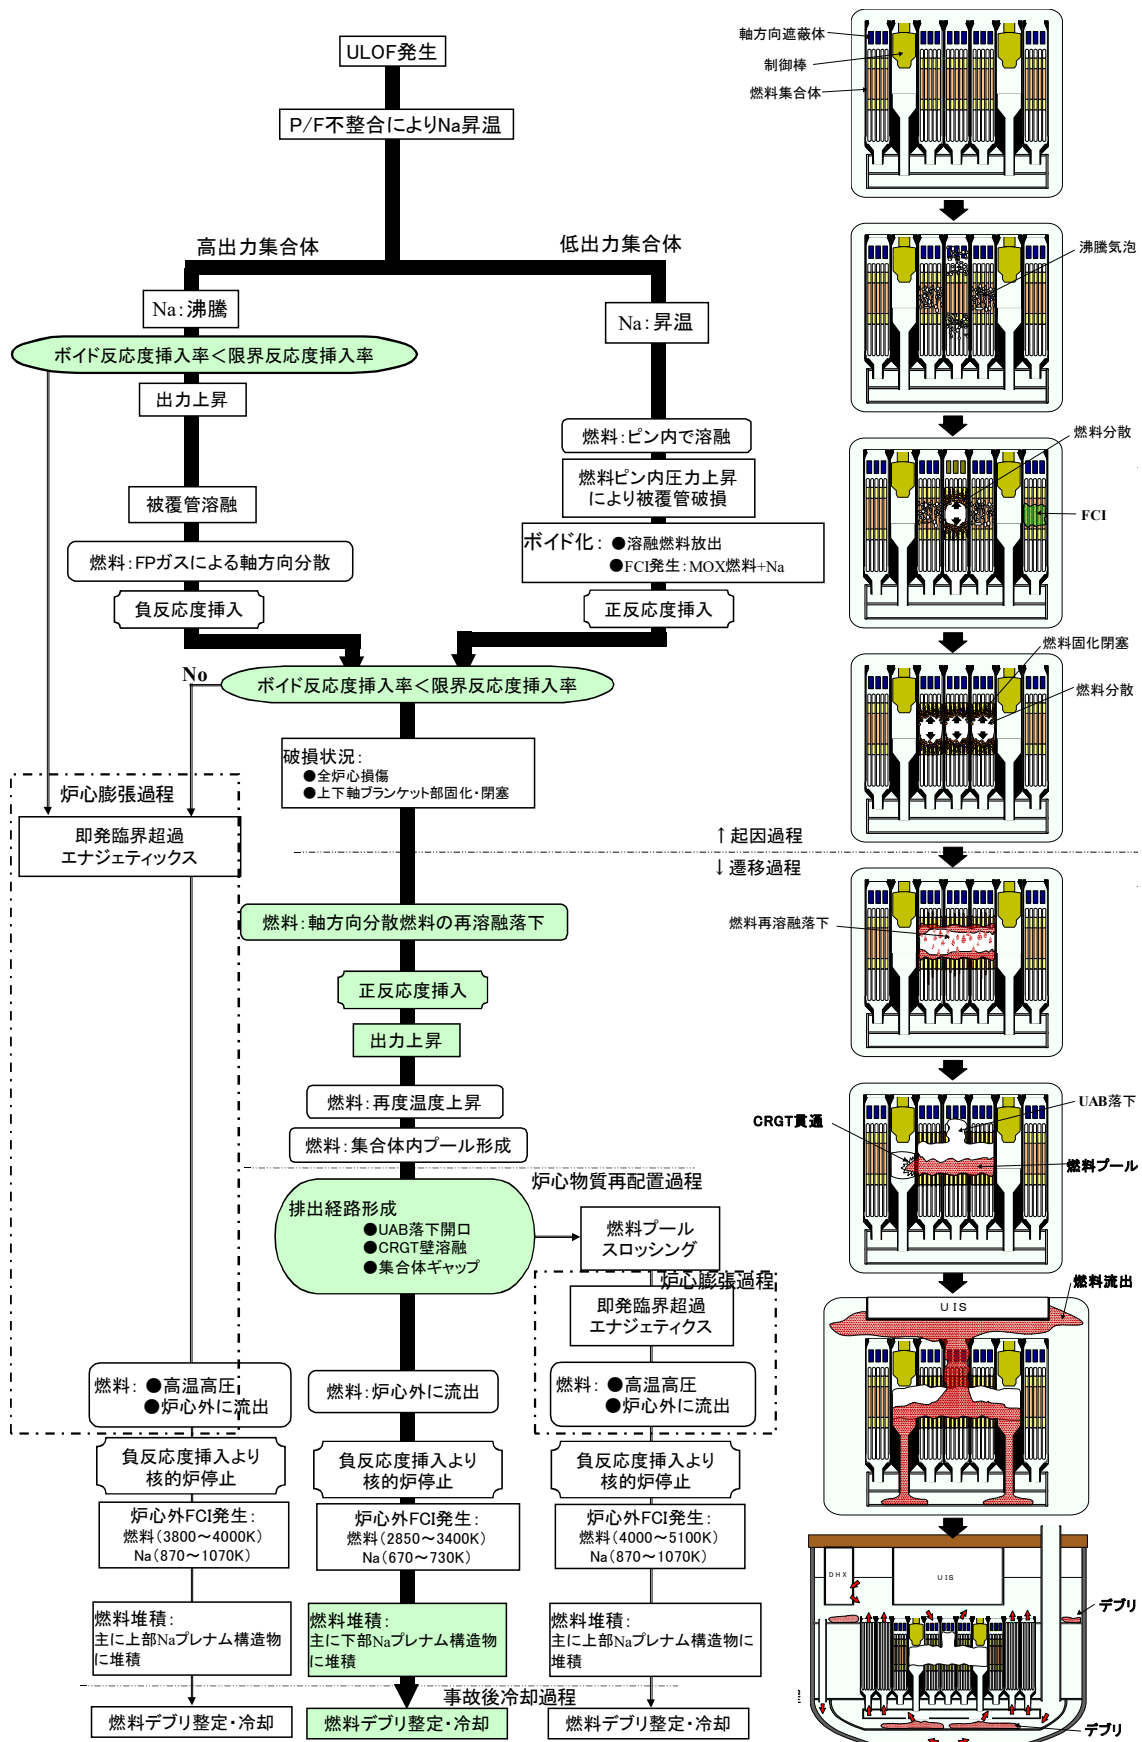 ULOF発生
P/F不整合によりNa昇温
高出力集合体
低出力集合体
Na:沸騰
Na:昇温
ボイド反応度挿入率<限界反応度挿入率
出力上昇
燃料:ピン内で溶融
燃料ピン内圧力上昇
により被覆管破損
被覆管溶融
ボイド化: ●溶融燃料放出
●FCI発生:MOX燃料+Na
燃料:FPガスによる軸方向分散
負反応度挿入
正反応度挿入
No
ボイド反応度挿入率<限界反応度挿入率
破損状況:
●全炉心損傷
●上下軸ブランケット部固化・閉塞
炉心膨張過程
即発臨界超過
エナジェティックス
↑起因過程
↓遷移過程
燃料:軸方向分散燃料の再溶融落下
正反応度挿入
出力上昇
燃料:再度温度上昇
燃料:集合体内プール形成
炉心物質再配置過程
排出経路形成
●UAB落下開口
●CRGT壁溶融
●集合体ギャップ
燃料プール
スロッシング
炉心膨張過程
即発臨界超過
エナジェティクス
燃料: ●高温高圧
●炉心外に流出
燃料:炉心外に流出
燃料: ●高温高圧
●炉心外に流出
負反応度挿入より
核的炉停止
負反応度挿入より
核的炉停止
負反応度挿入より
核的炉停止
炉心外FCI発生:
燃料(3800~4000K)
Na(870~1070K)
炉心外FCI発生:
燃料(2850~3400K)
Na(670~730K)
炉心外FCI発生:
燃料(4000~5100K)
Na(870~1070K)
燃料堆積:
主に上部Naプレナム構造物
に堆積
燃料堆積:
主に下部Naプレナム構造物
に堆積
燃料堆積:
主に上部Naプレナム構造物に
堆積
事故後冷却過程
燃料デブリ整定・冷却
燃料デブリ整定・冷却
燃料デブリ整定・冷却
軸方向遮蔽体
制御棒
燃料集合体
沸騰気泡
燃料分散
FCI
燃料固化閉塞
燃料分散
燃料再溶融落下
UAB落下
CRGT貫通
燃料プール
燃料流出
UIS
DHX
UIS
デブリ
デブリ